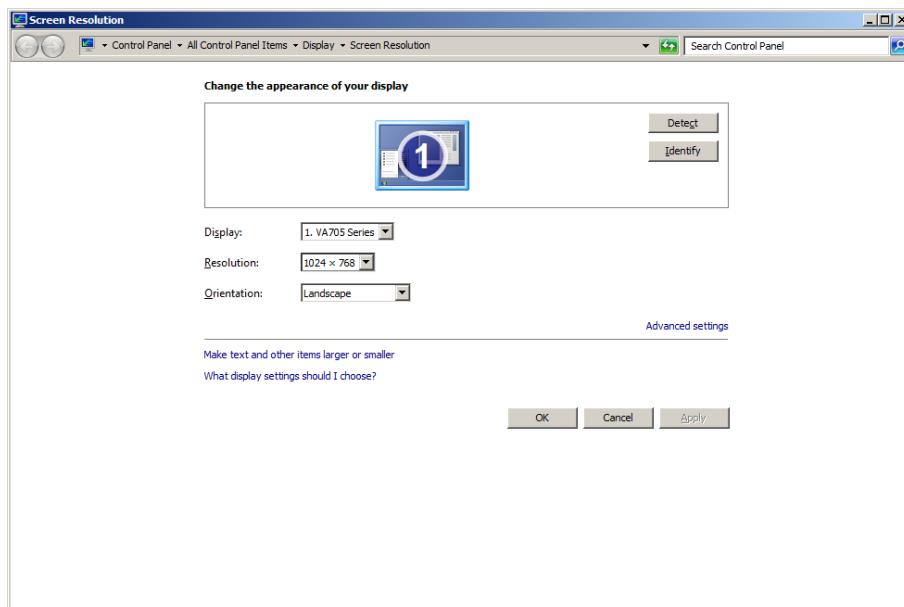 Screen Resolution
Control Panel All Control Panel Items Display Screen Resolution Search Control Panel
Change the appearance of your display
1
Detect
Identify
Display: 1. VA705 Series
Resolution: 1024 × 768
Orientation: Landscape
Advanced settings
Make text and other items larger or smaller
What display settings should I choose?
OK Cancel Apply